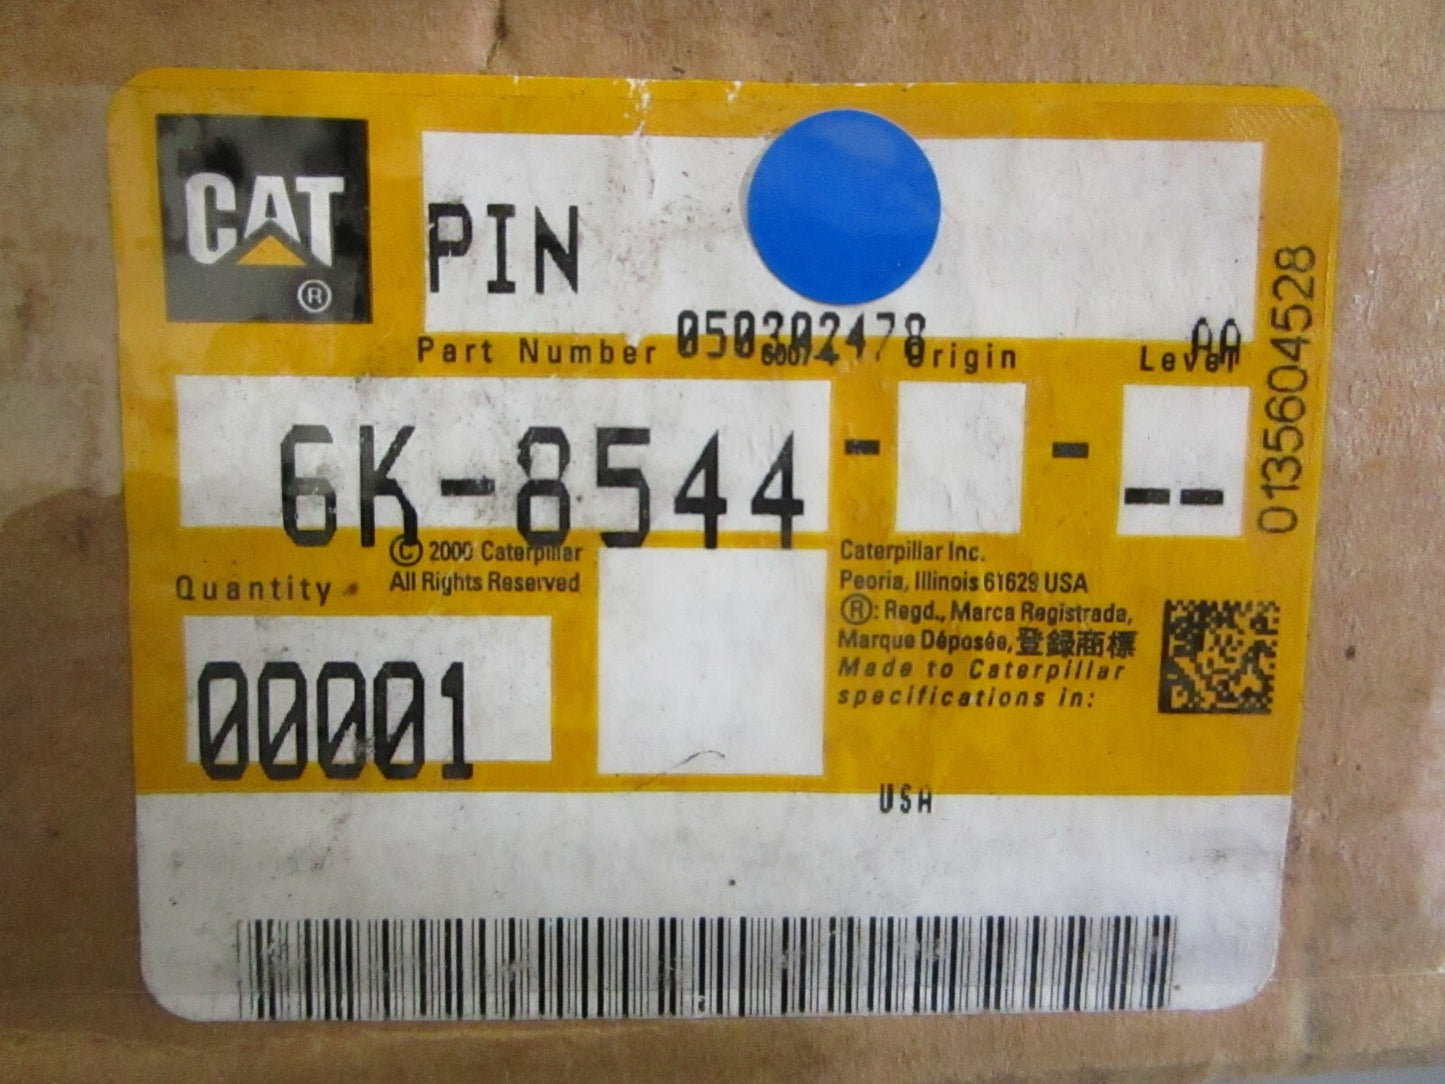 CAT
®
PIN
Part Number 050302478 Origin AA Level
6K-8544 - - --
0135604528
Quantity © 2000 Caterpillar
All Rights Reserved
00001
Caterpillar Inc.
Peoria, Illinois 61629 USA
®: Regd., Marca Registrada,
Marque Déposée, 登録商標
Made to Caterpillar
specifications in:
USA